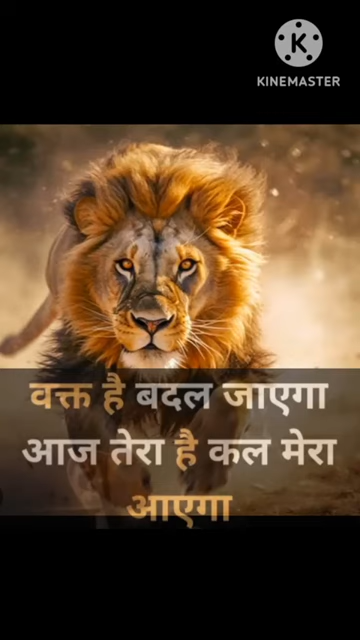 KINEMASTER
वक्त है बदल जाएगा
आज तेरा है कल मेरा
आएगा